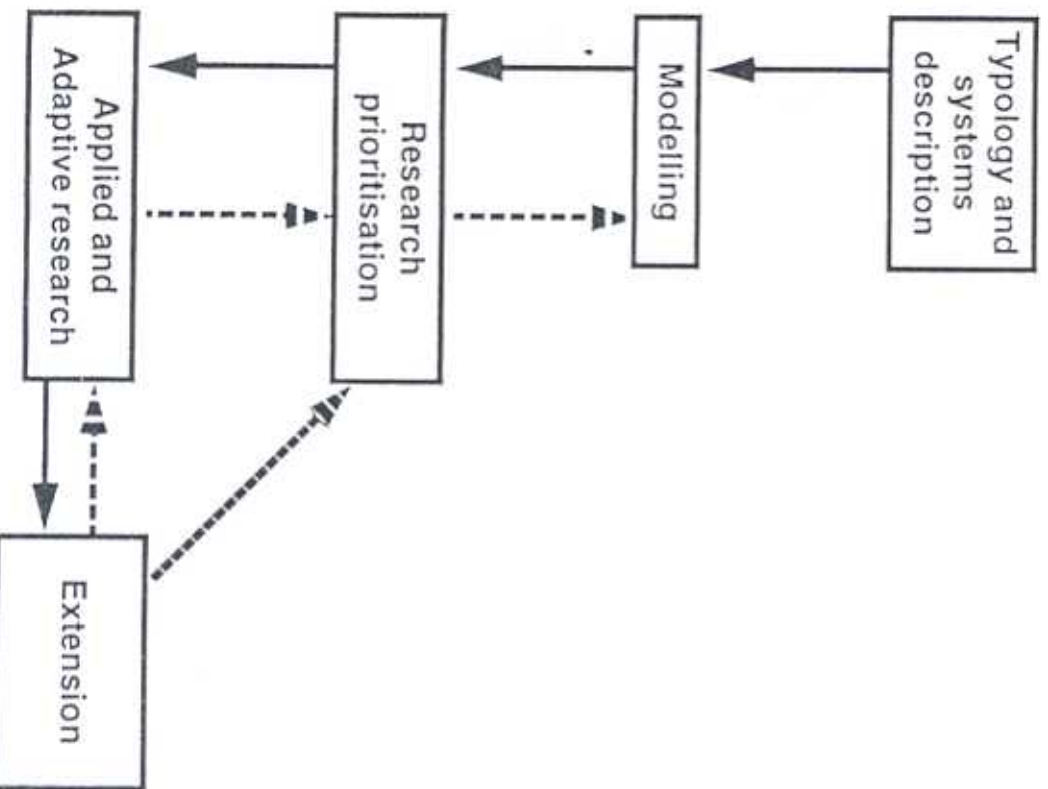 Typology and
systems
description
Modelling
Research
prioritisation
Applied and
Adaptive research
Extension